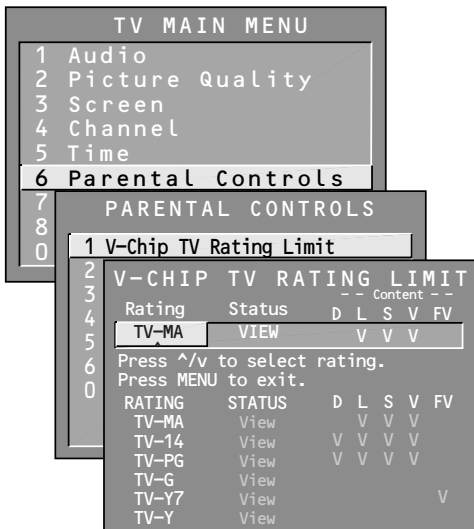 TV MAIN MENU
1 Audio
2 Picture Quality
3 Screen
4 Channel
5 Time
6 Parental Controls
7
8
0
PARENTAL CONTROLS
1 V-Chip TV Rating Limit
2
3
4
5
6
0
V-CHIP TV RATING LIMIT
- - Content - -
Rating Status D L S V FV
TV-MA VIEW V V V
Press ^/v to select rating.
Press MENU to exit.
RATING STATUS D L S V FV
TV-MA View V V V
TV-14 View V V V V
TV-PG View V V V V
TV-G View
TV-Y7 View V
TV-Y View